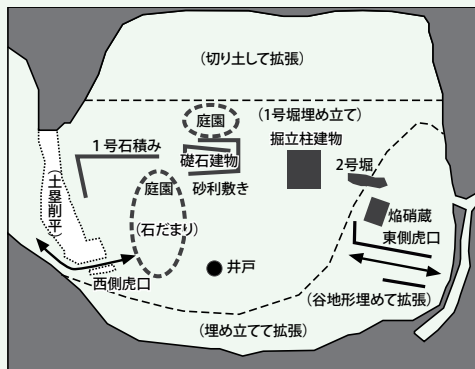 (切り土して拡張)
庭園
(1号堀埋め立て)
掘立柱建物
1号石積み
礎石建物
2号堀
庭園
砂利敷き
(土塁削平)
焔硝蔵
(石だまり)
東側虎口
井戸
西側虎口
(谷地形埋めて拡張)
(埋め立てて拡張)